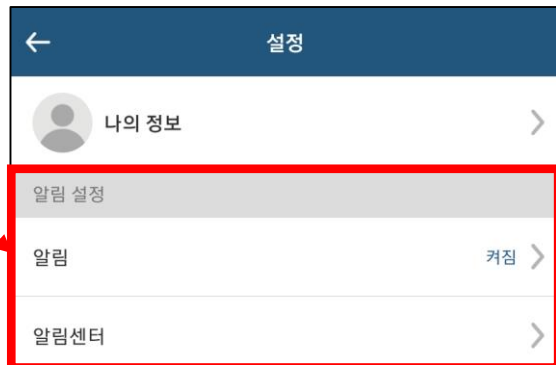 설정
나의 정보
알림 설정
알림 켜짐
알림센터